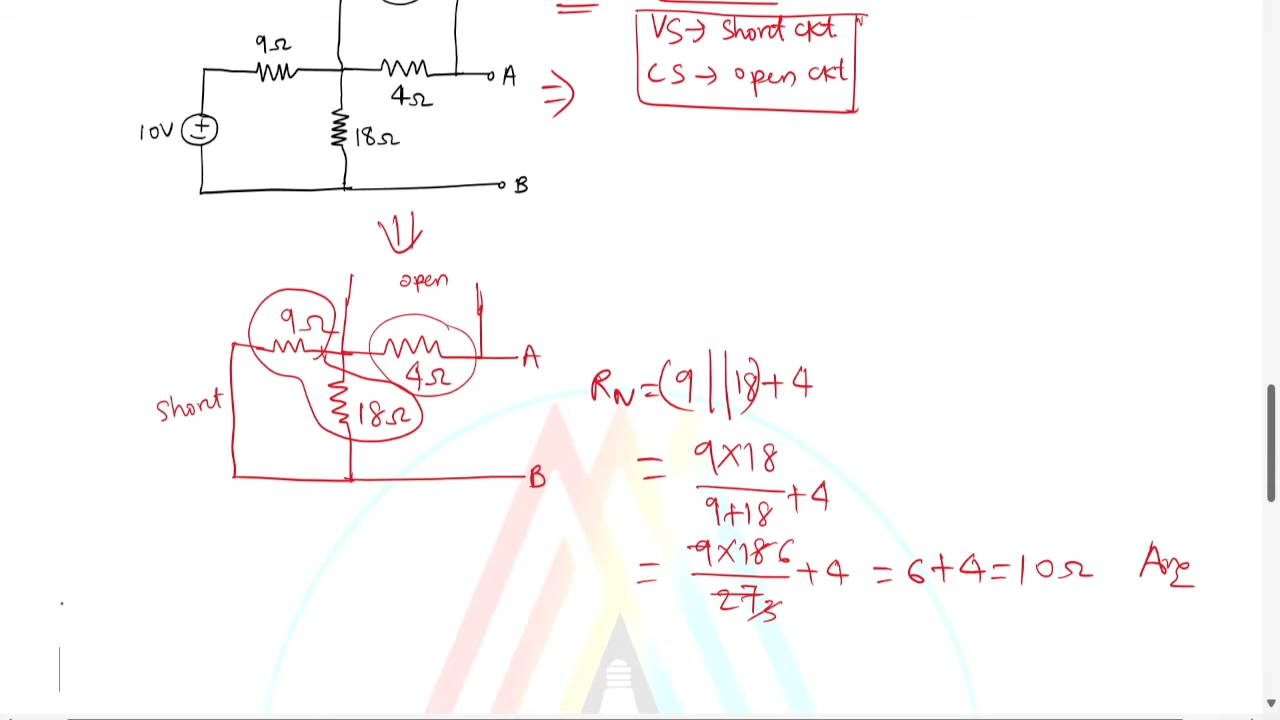 VS→ Short ckt
CS → open ckt
9Ω
4Ω
A
⇒
10V
18Ω
B
open
9Ω
4Ω
A
Short
18Ω
B
R_N=(9||18)+4
= 9×18/9+18 +4
= 9×18 6/27 3 +4 = 6+4=10Ω Ans